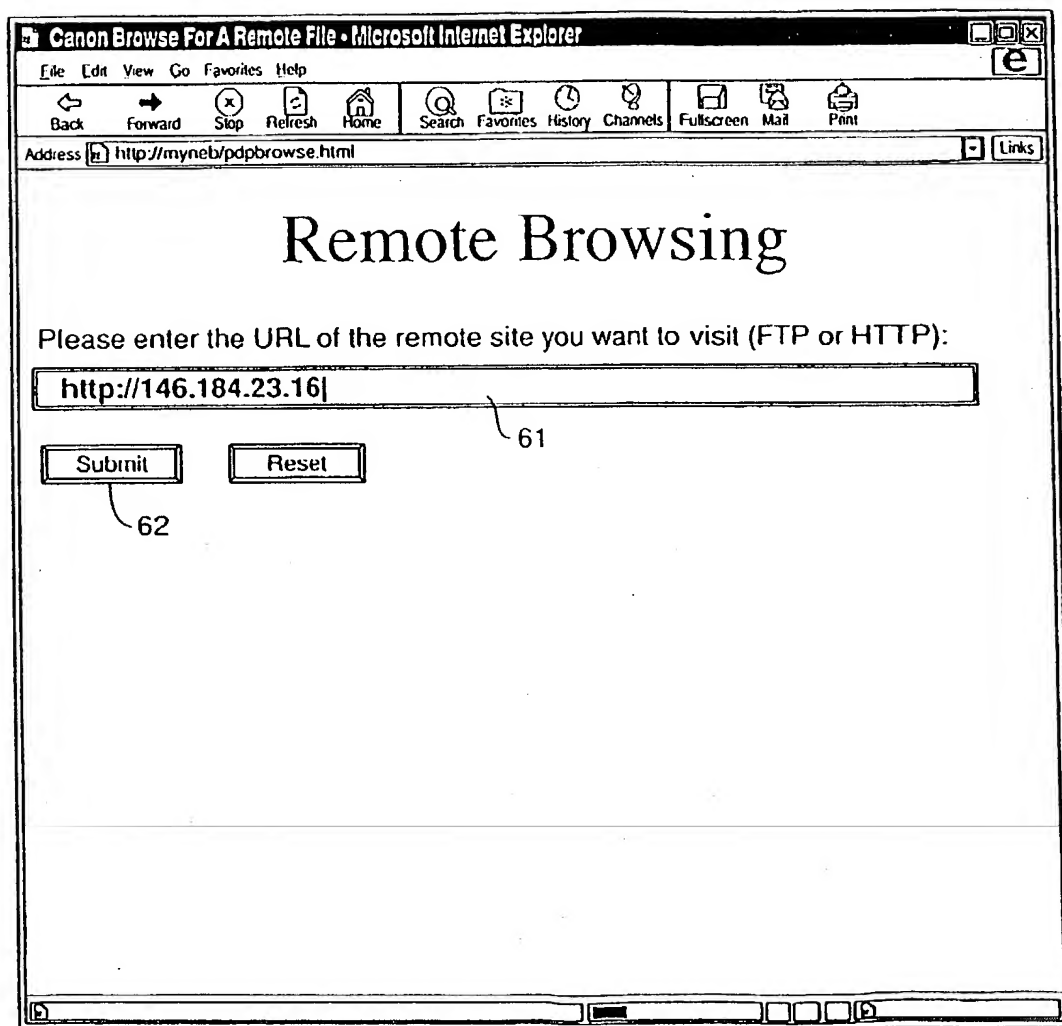 Canon Browse For A Remote File - Microsoft Internet Explorer
File Edit View Go Favorites Help
e
Back Forward Stop Refresh Home Search Favorites History Channels Fullscreen Mail Print
Address http://myneb/pdpbrowse.html Links
Remote Browsing
Please enter the URL of the remote site you want to visit (FTP or HTTP):
http://146.184.23.16
61
Submit Reset
62